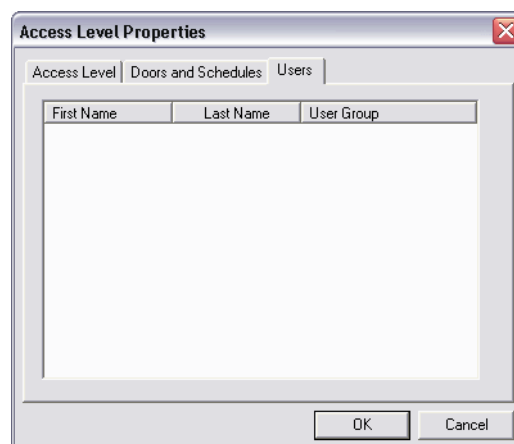 Access Level Properties
Access Level Doors and Schedules Users
First Name Last Name User Group
OK Cancel